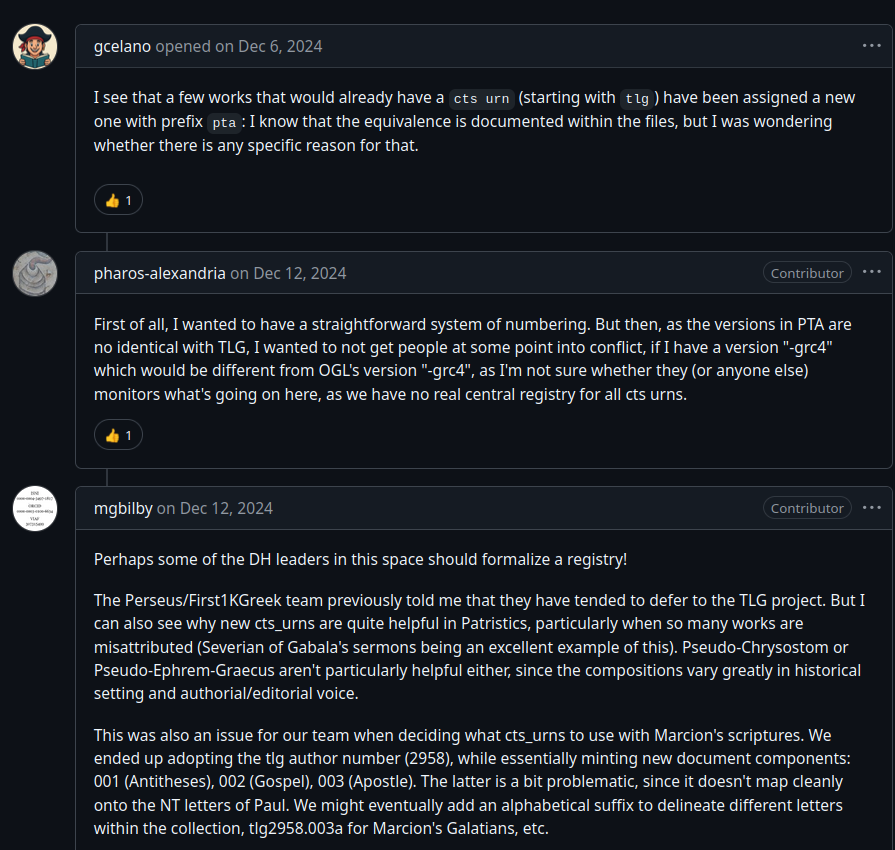 gcelano opened on Dec 6, 2024
I see that a few works that would already have a cts urn (starting with tlg) have been assigned a new
one with prefix pta: I know that the equivalence is documented within the files, but I was wondering
whether there is any specific reason for that.
👍 1
pharos-alexandria on Dec 12, 2024 Contributor
First of all, I wanted to have a straightforward system of numbering. But then, as the versions in PTA are
no identical with TLG, I wanted to not get people at some point into conflict, if I have a version "-grc4"
which would be different from OGL's version "-grc4", as I'm not sure whether they (or anyone else)
monitors what's going on here, as we have no real central registry for all cts urns.
👍 1
mgbilby on Dec 12, 2024 Contributor
Perhaps some of the DH leaders in this space should formalize a registry!
The Perseus/First1KGreek team previously told me that they have tended to defer to the TLG project. But I
can also see why new cts_urns are quite helpful in Patristics, particularly when so many works are
misattributed (Severian of Gabala's sermons being an excellent example of this). Pseudo-Chrysostom or
Pseudo-Ephrem-Graecus aren't particularly helpful either, since the compositions vary greatly in historical
setting and authorial/editorial voice.
This was also an issue for our team when deciding what cts_urns to use with Marcion's scriptures. We
ended up adopting the tlg author number (2958), while essentially minting new document components:
001 (Antitheses), 002 (Gospel), 003 (Apostle). The latter is a bit problematic, since it doesn't map cleanly
onto the NT letters of Paul. We might eventually add an alphabetical suffix to delineate different letters
within the collection, tlg2958.003a for Marcion's Galatians, etc.